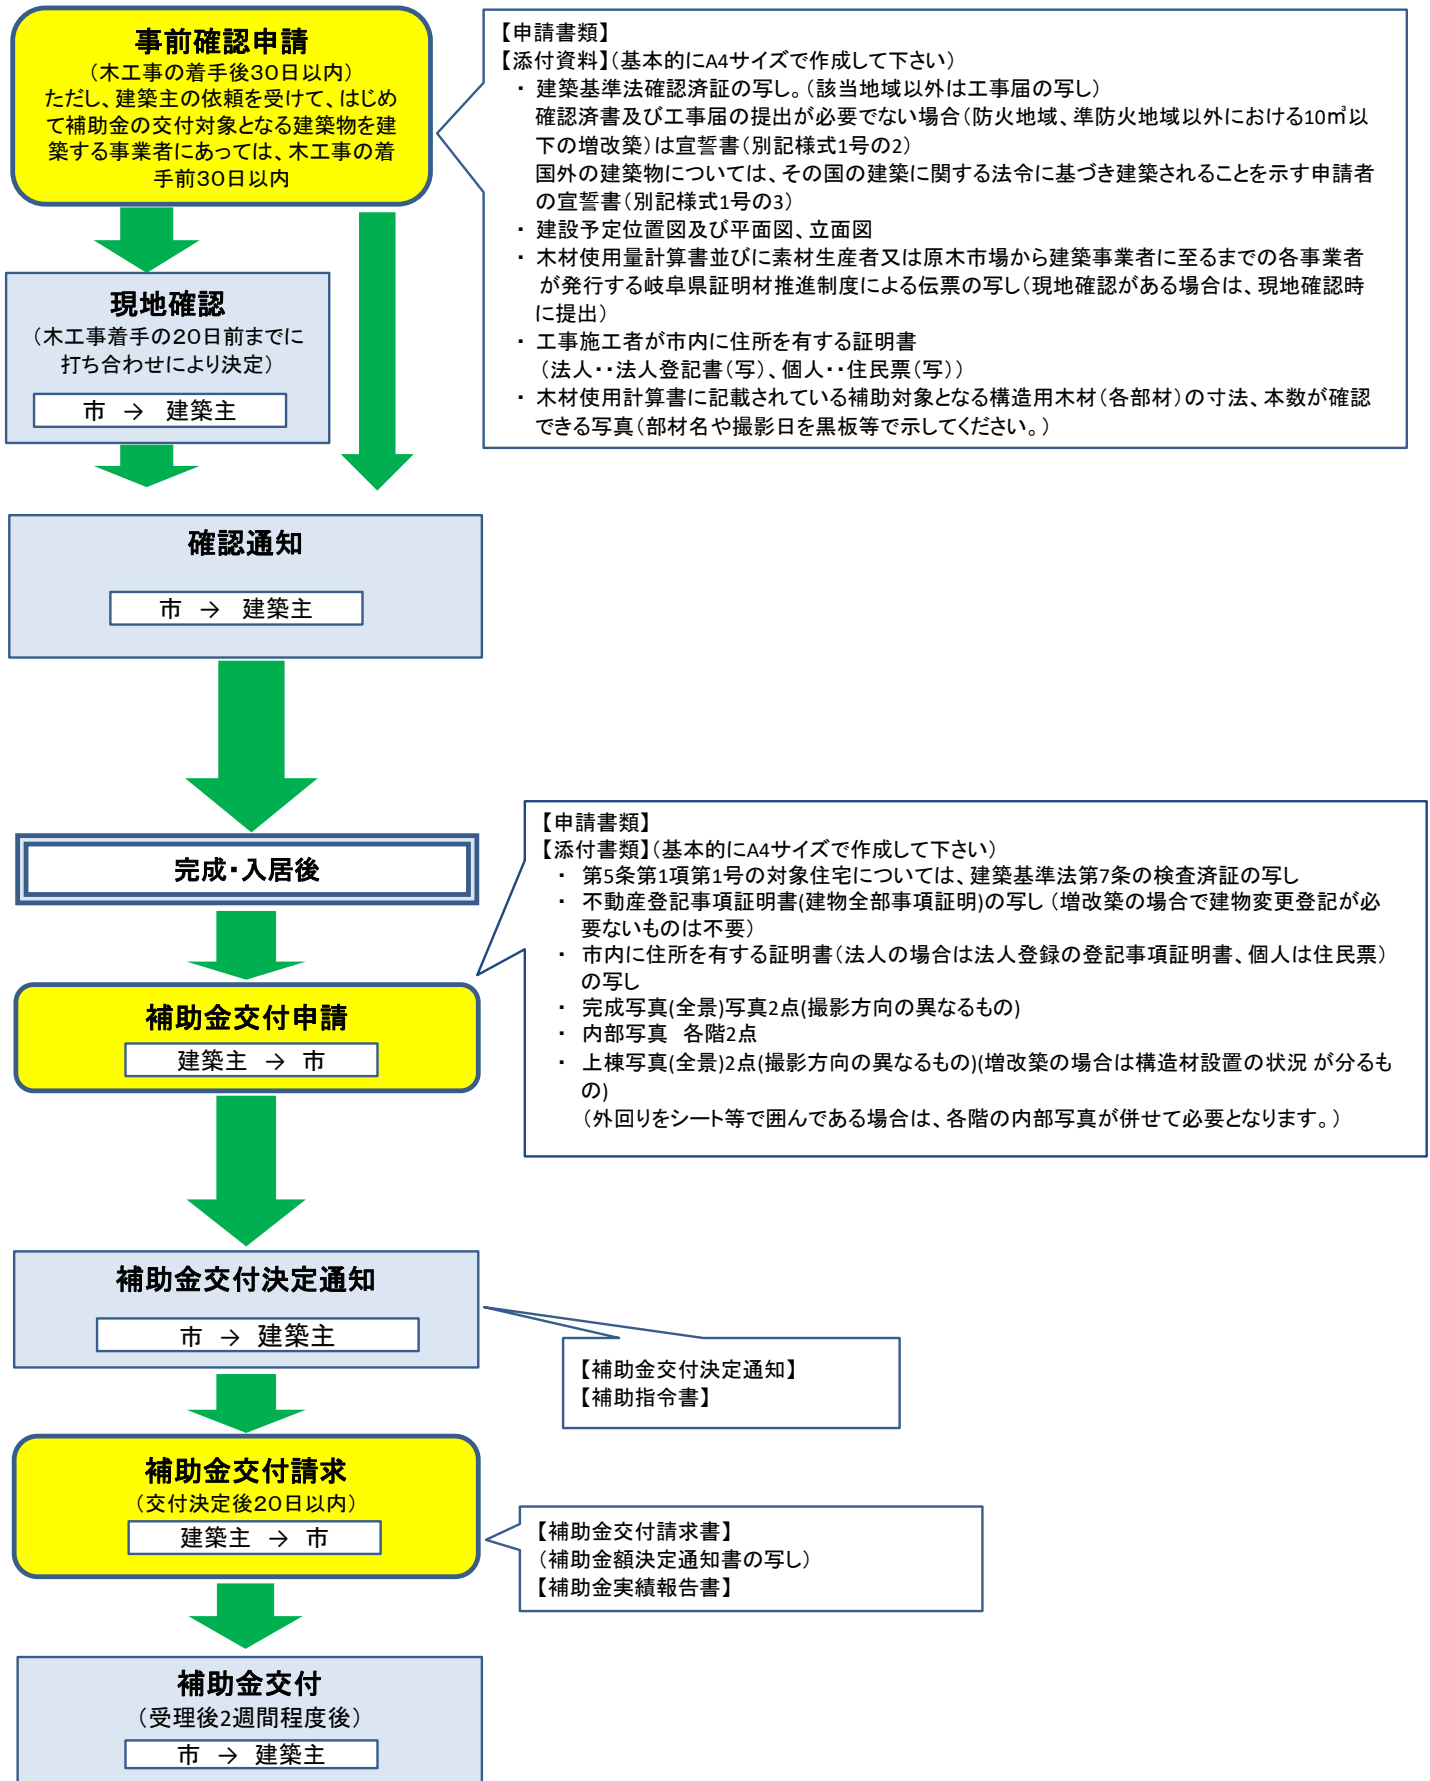 事前確認申請
（木工事の着手後30日以内）
ただし、建築主の依頼を受けて、はじめ
て補助金の交付対象となる建築物を建
築する事業者にあっては、木工事の着
手前30日以内
【申請書類】
【添付資料】（基本的にA4サイズで作成して下さい）
・ 建築基準法確認済証の写し。（該当地域以外は工事届の写し）
確認済書及び工事届の提出が必要でない場合（防火地域、準防火地域以外における10㎡以
下の増改築）は宣誓書（別記様式1号の2）
国外の建築物については、その国の建築に関する法令に基づき建築されることを示す申請者
の宣誓書（別記様式1号の3）
・ 建設予定位置図及び平面図、立面図
・ 木材使用量計算書並びに素材生産者又は原木市場から建築事業者に至るまでの各事業者
が発行する岐阜県証明材推進制度による伝票の写し（現地確認がある場合は、現地確認時
に提出）
・ 工事施工者が市内に住所を有する証明書
（法人・・法人登記書（写）、個人・・住民票（写））
・ 木材使用計算書に記載されている補助対象となる構造用木材（各部材）の寸法、本数が確認
できる写真（部材名や撮影日を黒板等で示してください。）
現地確認
（木工事着手の20日前までに
打ち合わせにより決定）
市 → 建築主
確認通知
市 → 建築主
完成・入居後
【申請書類】
【添付書類】（基本的にA4サイズで作成して下さい）
・ 第5条第1項第1号の対象住宅については、建築基準法第7条の検査済証の写し
・ 不動産登記事項証明書(建物全部事項証明)の写し（増改築の場合で建物変更登記が必
要ないものは不要）
・ 市内に住所を有する証明書（法人の場合は法人登録の登記事項証明書、個人は住民票）
の写し
・ 完成写真(全景)写真2点(撮影方向の異なるもの)
・ 内部写真 各階2点
・ 上棟写真(全景)2点(撮影方向の異なるもの)(増改築の場合は構造材設置の状況 が分るも
の)
（外回りをシート等で囲んである場合は、各階の内部写真が併せて必要となります。）
補助金交付申請
建築主 → 市
補助金交付決定通知
市 → 建築主
【補助金交付決定通知】
【補助指令書】
補助金交付請求
（交付決定後20日以内）
建築主 → 市
【補助金交付請求書】
（補助金額決定通知書の写し）
【補助金実績報告書】
補助金交付
（受理後2週間程度後）
市 → 建築主